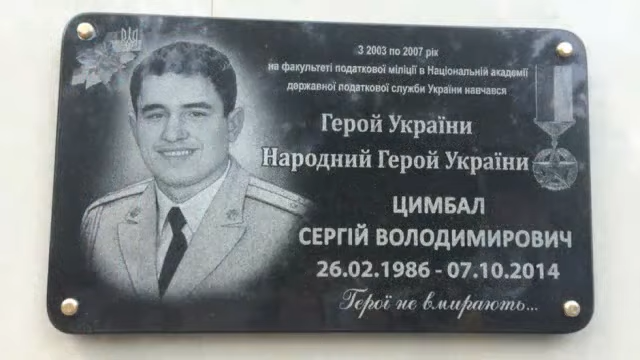 З 2003 по 2007 рік
на факультеті податкової міліції в Національній академії
державної податкової служби України навчався
Герой України
Народний Герой України
ЦИМБАЛ
СЕРГІЙ ВОЛОДИМИРОВИЧ
26.02.1986 - 07.10.2014
Герої не вмирають...